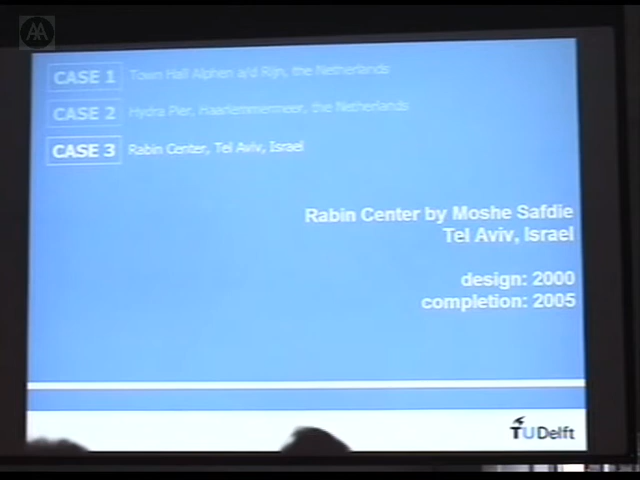 AA
CASE 1 Town Hall Alphen a/d Rijn, the Netherlands
CASE 2 Hydra Pier, Haarlemmermeer, the Netherlands
CASE 3 Rabin Center, Tel Aviv, Israel
Rabin Center by Moshe Safdie
Tel Aviv, Israel
design: 2000
completion: 2005
TUDelft